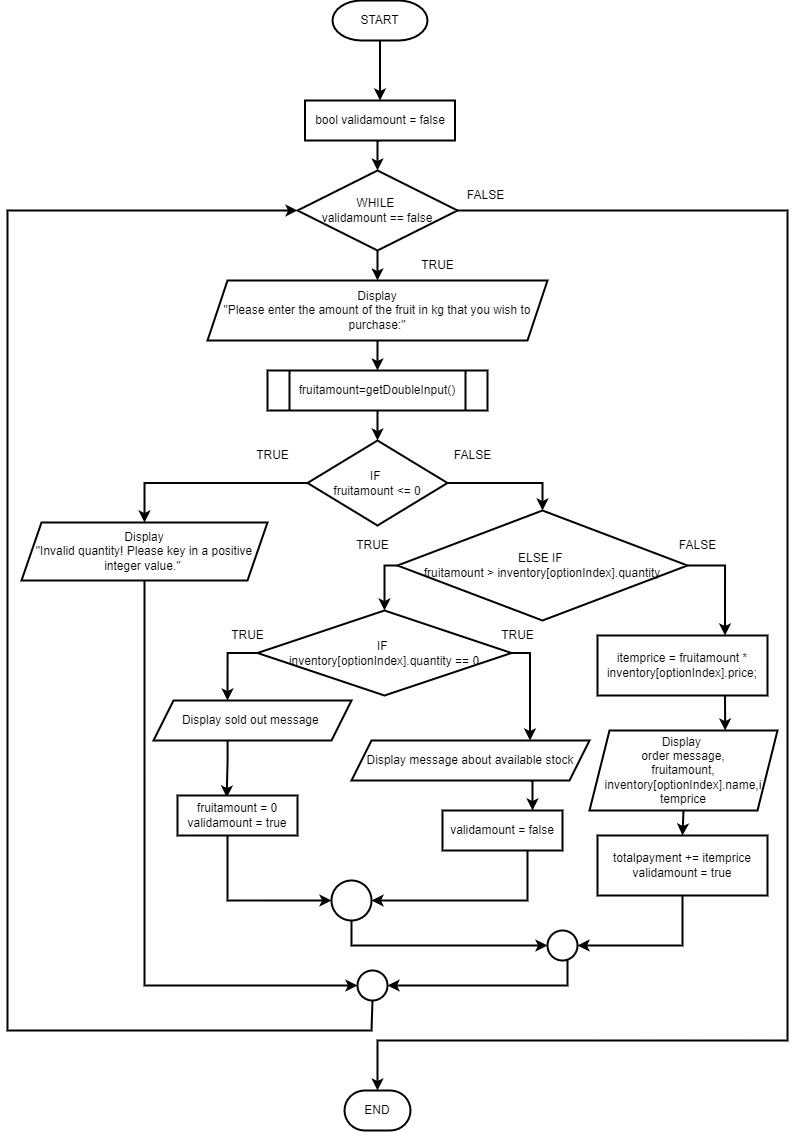 START
bool validamount = false
WHILE
validamount == false
FALSE
TRUE
Display
"Please enter the amount of the fruit in kg that you wish to
purchase:"
fruitamount=getDoubleInput()
TRUE
FALSE
IF
fruitamount <= 0
Display
"Invalid quantity! Please key in a positive
integer value."
TRUE
FALSE
ELSE IF
fruitamount > inventory[optionIndex].quantity
TRUE
TRUE
IF
inventory[optionIndex].quantity == 0
itemprice = fruitamount *
inventory[optionIndex].price;
Display sold out message
Display message about available stock
Display
order message,
fruitamount,
inventory[optionIndex].name,i
temprice
fruitamount = 0
validamount = true
validamount = false
totalpayment += itemprice
validamount = true
END